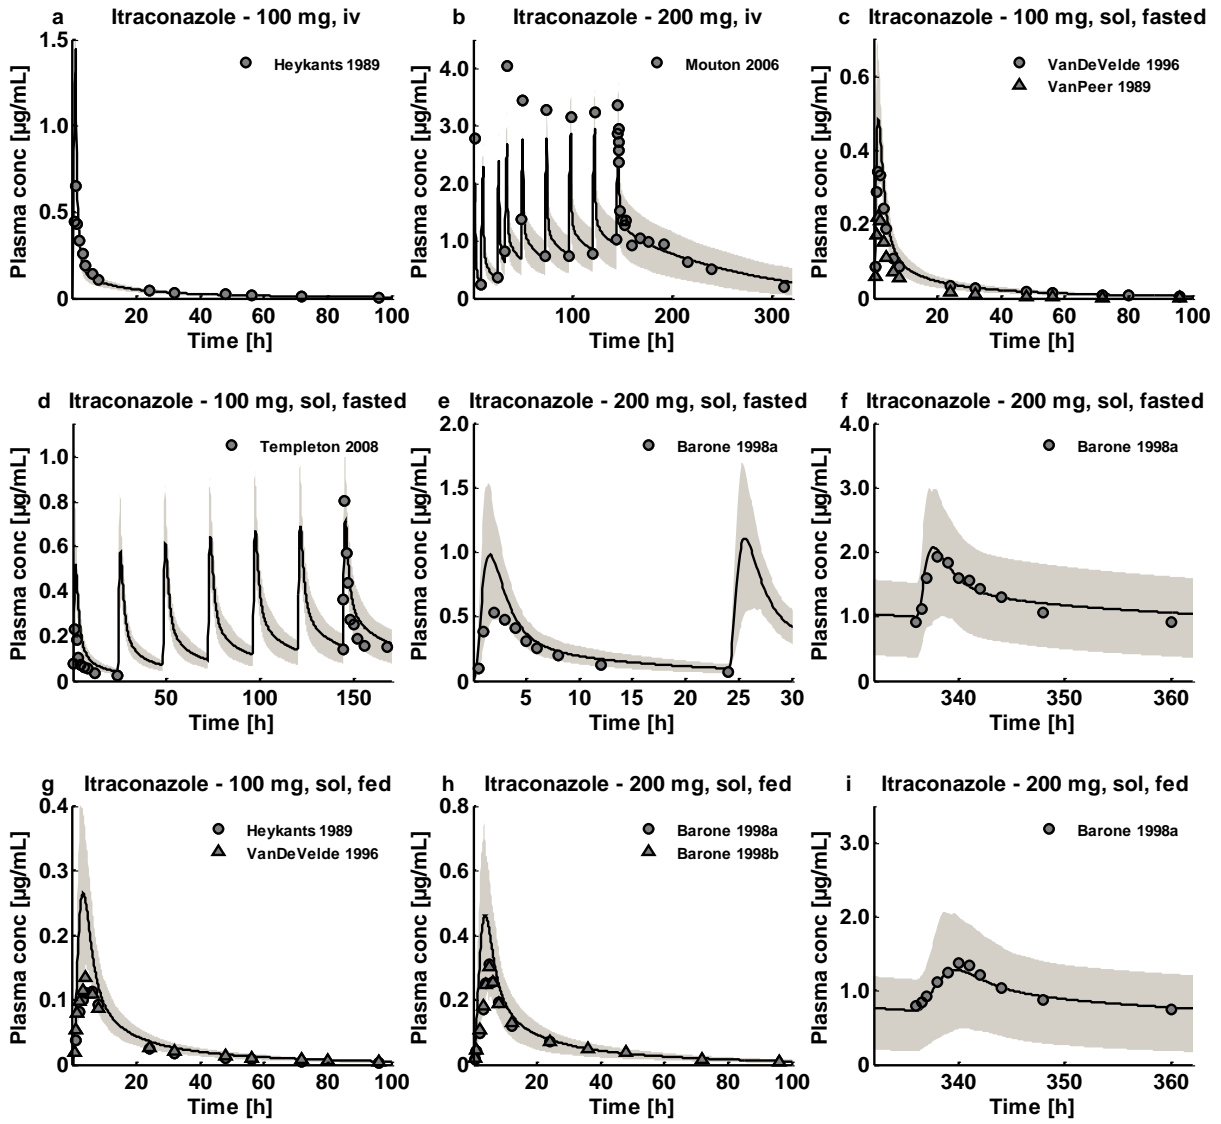 a Itraconazole - 100 mg, iv
Plasma conc [µg/mL]
1.5
1.0
0.5
0
Heykants 1989
20 40 60 80 100
Time [h]
b Itraconazole - 200 mg, iv
Plasma conc [µg/mL]
4.0
3.0
2.0
1.0
0
Mouton 2006
100 200 300
Time [h]
c Itraconazole - 100 mg, sol, fasted
Plasma conc [µg/mL]
0.6
0.4
0.2
0
VanDeVelde 1996
VanPeer 1989
20 40 60 80 100
Time [h]
d Itraconazole - 100 mg, sol, fasted
Plasma conc [µg/mL]
1.0
0.8
0.6
0.4
0.2
0
Templeton 2008
50 100 150
Time [h]
e Itraconazole - 200 mg, sol, fasted
Plasma conc [µg/mL]
2.0
1.5
1.0
0.5
0
Barone 1998a
5 10 15 20 25 30
Time [h]
f Itraconazole - 200 mg, sol, fasted
Plasma conc [µg/mL]
4.0
3.0
2.0
1.0
0
Barone 1998a
340 350 360
Time [h]
g Itraconazole - 100 mg, sol, fed
Plasma conc [µg/mL]
0.4
0.3
0.2
0.1
0
Heykants 1989
VanDeVelde 1996
20 40 60 80 100
Time [h]
h Itraconazole - 200 mg, sol, fed
Plasma conc [µg/mL]
0.8
0.6
0.4
0.2
0
Barone 1998a
Barone 1998b
20 40 60 80 100
Time [h]
i Itraconazole - 200 mg, sol, fed
Plasma conc [µg/mL]
3.0
2.0
1.0
0
Barone 1998a
340 350 360
Time [h]